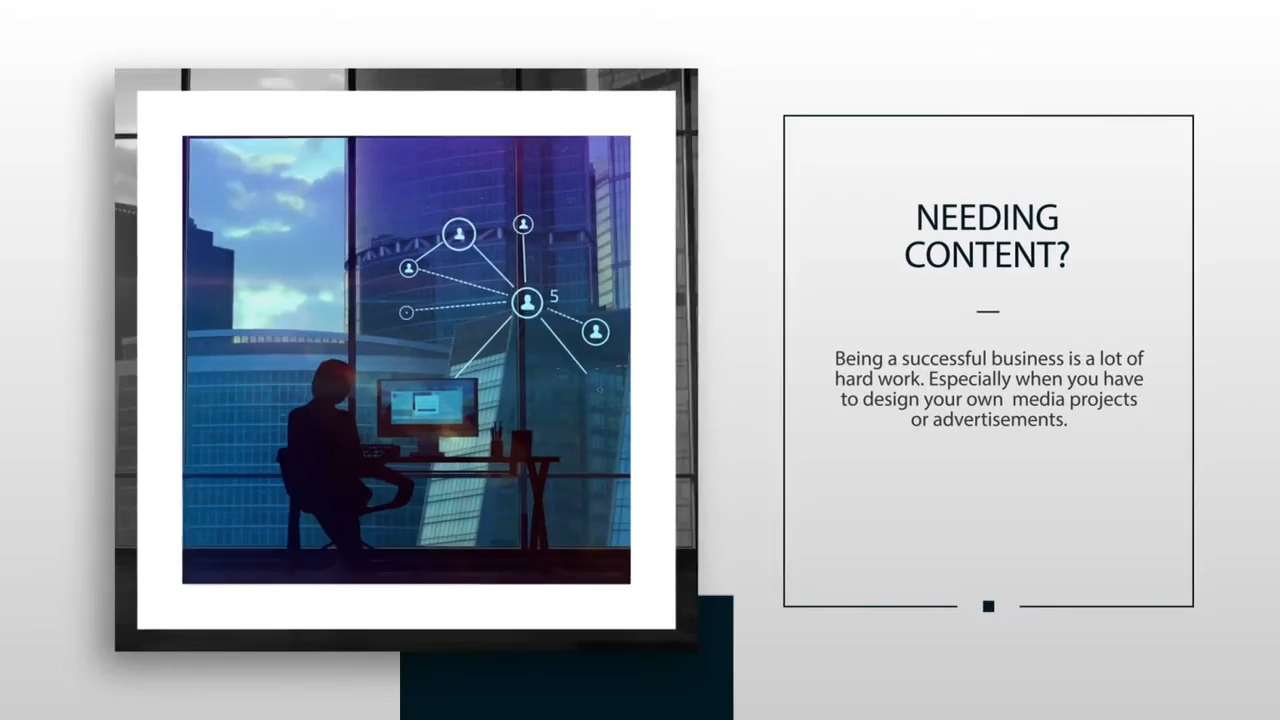 5
NEEDING
CONTENT?
Being a successful business is a lot of
hard work. Especially when you have
to design your own  media projects
or advertisements.